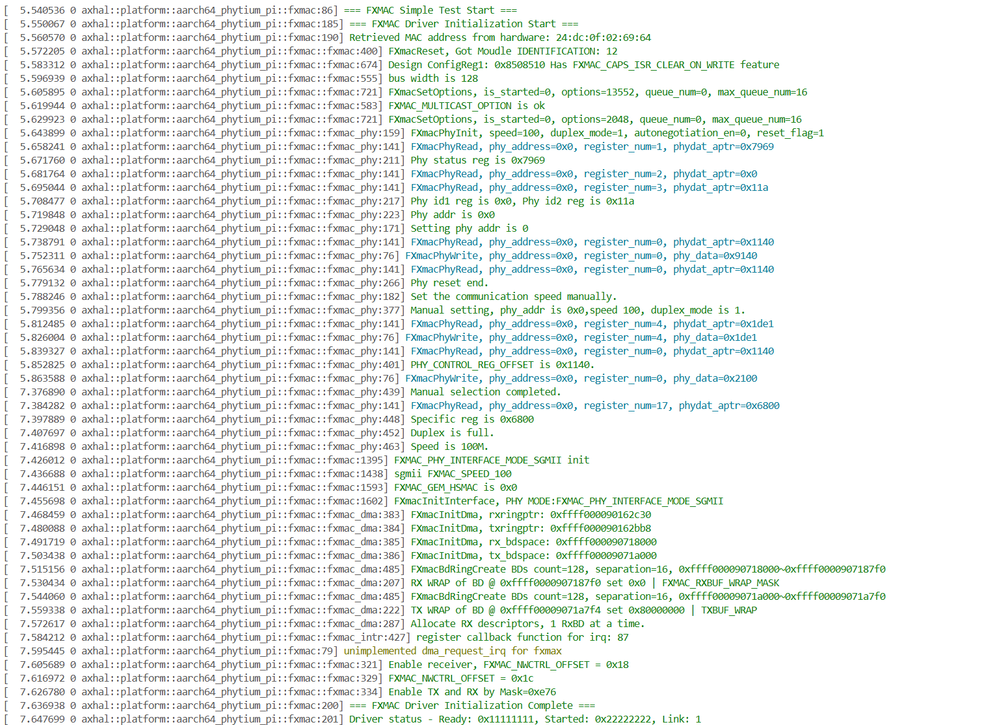 [  5.540536 0 axhal::platform::aarch64_phytium_pi::fxmac:86] === FXMAC Simple Test Start ===
[  5.550067 0 axhal::platform::aarch64_phytium_pi::fxmac:185] === FXMAC Driver Initialization Start ===
[  5.560570 0 axhal::platform::aarch64_phytium_pi::fxmac:190] Retrieved MAC address from hardware: 24:dc:0f:02:69:64
[  5.572205 0 axhal::platform::aarch64_phytium_pi::fxmac::fxmac:400] FXmacReset, Got Moudle IDENTIFICATION: 12
[  5.583312 0 axhal::platform::aarch64_phytium_pi::fxmac::fxmac:674] Design ConfigReg1: 0x8508510 Has FXMAC_CAPS_ISR_CLEAR_ON_WRITE feature
[  5.596939 0 axhal::platform::aarch64_phytium_pi::fxmac::fxmac:555] bus width is 128
[  5.605895 0 axhal::platform::aarch64_phytium_pi::fxmac::fxmac:721] FXmacSetOptions, is_started=0, options=13552, queue_num=0, max_queue_num=16
[  5.619944 0 axhal::platform::aarch64_phytium_pi::fxmac::fxmac:583] FXMAC_MULTICAST_OPTION is ok
[  5.629923 0 axhal::platform::aarch64_phytium_pi::fxmac::fxmac:721] FXmacSetOptions, is_started=0, options=2048, queue_num=0, max_queue_num=16
[  5.643899 0 axhal::platform::aarch64_phytium_pi::fxmac::fxmac_phy:159] FXmacPhyInit, speed=100, duplex_mode=1, autonegotiation_en=0, reset_flag=1
[  5.658241 0 axhal::platform::aarch64_phytium_pi::fxmac::fxmac_phy:141] FXmacPhyRead, phy_address=0x0, register_num=1, phydat_aptr=0x7969
[  5.671760 0 axhal::platform::aarch64_phytium_pi::fxmac::fxmac_phy:211] Phy status reg is 0x7969
[  5.681764 0 axhal::platform::aarch64_phytium_pi::fxmac::fxmac_phy:141] FXmacPhyRead, phy_address=0x0, register_num=2, phydat_aptr=0x0
[  5.695044 0 axhal::platform::aarch64_phytium_pi::fxmac::fxmac_phy:141] FXmacPhyRead, phy_address=0x0, register_num=3, phydat_aptr=0x11a
[  5.708477 0 axhal::platform::aarch64_phytium_pi::fxmac::fxmac_phy:217] Phy id1 reg is 0x0, Phy id2 reg is 0x11a
[  5.719848 0 axhal::platform::aarch64_phytium_pi::fxmac::fxmac_phy:223] Phy addr is 0x0
[  5.729048 0 axhal::platform::aarch64_phytium_pi::fxmac::fxmac_phy:171] Setting phy addr is 0
[  5.738791 0 axhal::platform::aarch64_phytium_pi::fxmac::fxmac_phy:141] FXmacPhyRead, phy_address=0x0, register_num=0, phydat_aptr=0x1140
[  5.752311 0 axhal::platform::aarch64_phytium_pi::fxmac::fxmac_phy:76] FXmacPhyWrite, phy_address=0x0, register_num=0, phy_data=0x9140
[  5.765634 0 axhal::platform::aarch64_phytium_pi::fxmac::fxmac_phy:141] FXmacPhyRead, phy_address=0x0, register_num=0, phydat_aptr=0x1140
[  5.779132 0 axhal::platform::aarch64_phytium_pi::fxmac::fxmac_phy:266] Phy reset end.
[  5.788246 0 axhal::platform::aarch64_phytium_pi::fxmac::fxmac_phy:182] Set the communication speed manually.
[  5.799356 0 axhal::platform::aarch64_phytium_pi::fxmac::fxmac_phy:377] Manual setting, phy_addr is 0x0,speed 100, duplex_mode is 1.
[  5.812485 0 axhal::platform::aarch64_phytium_pi::fxmac::fxmac_phy:141] FXmacPhyRead, phy_address=0x0, register_num=4, phydat_aptr=0x1de1
[  5.826004 0 axhal::platform::aarch64_phytium_pi::fxmac::fxmac_phy:76] FXmacPhyWrite, phy_address=0x0, register_num=4, phy_data=0x1de1
[  5.839327 0 axhal::platform::aarch64_phytium_pi::fxmac::fxmac_phy:141] FXmacPhyRead, phy_address=0x0, register_num=0, phydat_aptr=0x1140
[  5.852825 0 axhal::platform::aarch64_phytium_pi::fxmac::fxmac_phy:401] PHY_CONTROL_REG_OFFSET is 0x1140.
[  5.863588 0 axhal::platform::aarch64_phytium_pi::fxmac::fxmac_phy:76] FXmacPhyWrite, phy_address=0x0, register_num=0, phy_data=0x2100
[  7.376890 0 axhal::platform::aarch64_phytium_pi::fxmac::fxmac_phy:439] Manual selection completed.
[  7.384282 0 axhal::platform::aarch64_phytium_pi::fxmac::fxmac_phy:141] FXmacPhyRead, phy_address=0x0, register_num=17, phydat_aptr=0x6800
[  7.397889 0 axhal::platform::aarch64_phytium_pi::fxmac::fxmac_phy:448] Specific reg is 0x6800
[  7.407697 0 axhal::platform::aarch64_phytium_pi::fxmac::fxmac_phy:452] Duplex is full.
[  7.416898 0 axhal::platform::aarch64_phytium_pi::fxmac::fxmac_phy:463] Speed is 100M.
[  7.426012 0 axhal::platform::aarch64_phytium_pi::fxmac::fxmac:1395] FXMAC_PHY_INTERFACE_MODE_SGMII init
[  7.436688 0 axhal::platform::aarch64_phytium_pi::fxmac::fxmac:1438] sgmii FXMAC_SPEED_100
[  7.446151 0 axhal::platform::aarch64_phytium_pi::fxmac::fxmac:1593] FXMAC_GEM_HSMAC is 0x0
[  7.455698 0 axhal::platform::aarch64_phytium_pi::fxmac::fxmac:1602] FXmacInitInterface, PHY MODE:FXMAC_PHY_INTERFACE_MODE_SGMII
[  7.468459 0 axhal::platform::aarch64_phytium_pi::fxmac::fxmac_dma:383] FXmacInitDma, rxringptr: 0xffff000090162c30
[  7.480088 0 axhal::platform::aarch64_phytium_pi::fxmac::fxmac_dma:384] FXmacInitDma, txringptr: 0xffff000090162bb8
[  7.491719 0 axhal::platform::aarch64_phytium_pi::fxmac::fxmac_dma:385] FXmacInitDma, rx_bdspace: 0xffff000090718000
[  7.503438 0 axhal::platform::aarch64_phytium_pi::fxmac::fxmac_dma:386] FXmacInitDma, tx_bdspace: 0xffff00009071a000
[  7.515156 0 axhal::platform::aarch64_phytium_pi::fxmac::fxmac_dma:485] FXmacBdRingCreate BDs count=128, separation=16, 0xffff000090718000~0xffff0000907187f0
[  7.530434 0 axhal::platform::aarch64_phytium_pi::fxmac::fxmac_dma:207] RX WRAP of BD @ 0xffff0000907187f0 set 0x0 | FXMAC_RXBUF_WRAP_MASK
[  7.544060 0 axhal::platform::aarch64_phytium_pi::fxmac::fxmac_dma:485] FXmacBdRingCreate BDs count=128, separation=16, 0xffff00009071a000~0xffff00009071a7f0
[  7.559338 0 axhal::platform::aarch64_phytium_pi::fxmac::fxmac_dma:222] TX WRAP of BD @ 0xffff00009071a7f4 set 0x80000000 | TXBUF_WRAP
[  7.572617 0 axhal::platform::aarch64_phytium_pi::fxmac::fxmac_dma:287] Allocate RX descriptors, 1 RxBD at a time.
[  7.584212 0 axhal::platform::aarch64_phytium_pi::fxmac::fxmac_intr:427] register callback function for irq: 87
[  7.595445 0 axhal::platform::aarch64_phytium_pi::fxmac:79] unimplemented dma_request_irq for fxmax
[  7.605689 0 axhal::platform::aarch64_phytium_pi::fxmac::fxmac:321] Enable receiver, FXMAC_NWCTRL_OFFSET = 0x18
[  7.616972 0 axhal::platform::aarch64_phytium_pi::fxmac::fxmac:329] FXMAC_NWCTRL_OFFSET = 0x1c
[  7.626780 0 axhal::platform::aarch64_phytium_pi::fxmac::fxmac:334] Enable TX and RX by Mask=0xe76
[  7.636938 0 axhal::platform::aarch64_phytium_pi::fxmac:200] === FXMAC Driver Initialization Complete ===
[  7.647699 0 axhal::platform::aarch64_phytium_pi::fxmac:201] Driver status - Ready: 0x11111111, Started: 0x22222222, Link: 1